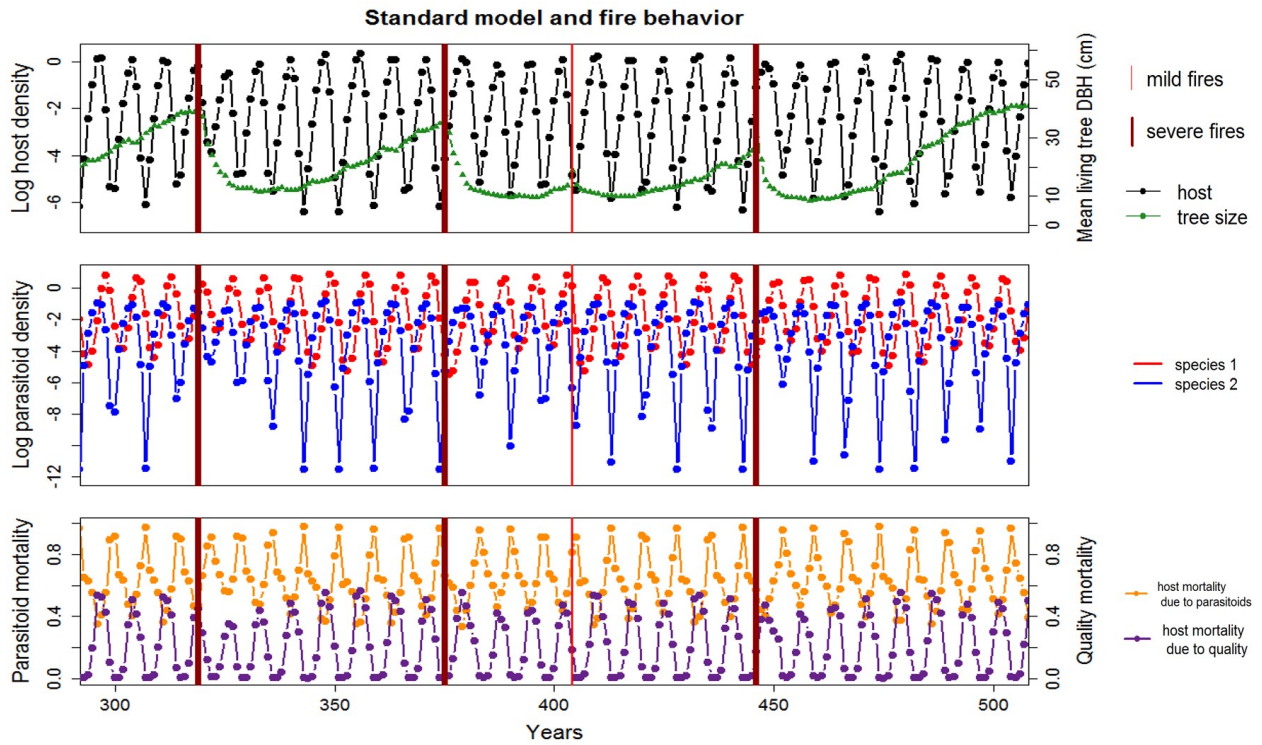 Standard model and fire behavior
Log host density
0
-2
-4
-6
50
30
10
0
Mean living tree DBH (cm)
mild fires
severe fires
host
tree size
Log parasitoid density
0
-2
-4
-6
-8
-12
species 1
species 2
Parasitoid mortality
0.8
0.4
0.0
0.8
0.4
0.0
Quality mortality
host mortality
due to parasitoids
host mortality
due to quality
300 350 400 450 500
Years